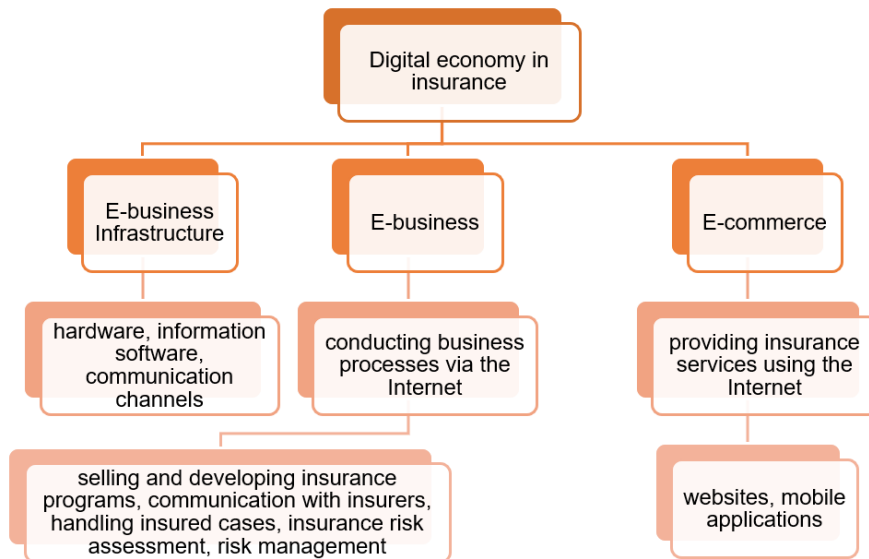 Digital economy in
insurance
E-business
Infrastructure
E-business
E-commerce
hardware, information
software,
communication
channels
conducting business
processes via the
Internet
providing insurance
services using the
Internet
selling and developing insurance
programs, communication with insurers,
handling insured cases, insurance risk
assessment, risk management
websites, mobile
applications